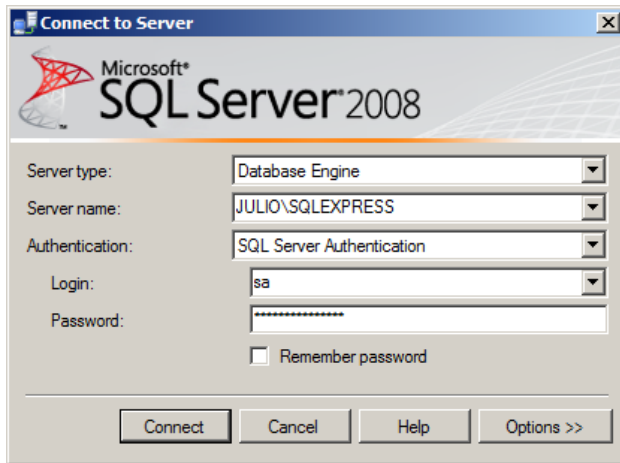 Connect to Server
Microsoft®
SQL Server® 2008
Server type: Database Engine
Server name: JULIO\SQLEXPRESS
Authentication: SQL Server Authentication
Login: sa
Password: ***************
Remember password
Connect Cancel Help Options >>